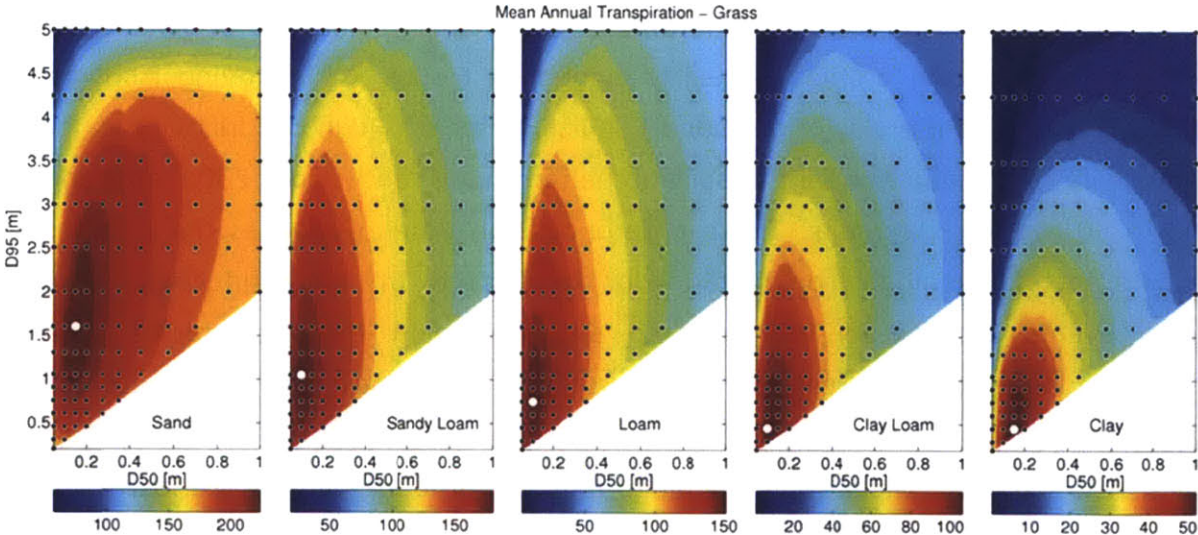 Mean Annual Transpiration – Grass
D95 [m]
5
4.5
4
3.5
3
2.5
2
1.5
1
0.5
Sand
Sandy Loam
Loam
Clay Loam
Clay
0.2 0.4 0.6 0.8 1
0.2 0.4 0.6 0.8 1
0.2 0.4 0.6 0.8 1
0.2 0.4 0.6 0.8 1
0.2 0.4 0.6 0.8 1
D50 [m]
D50 [m]
D50 [m]
D50 [m]
D50 [m]
100 150 200
50 100 150
50 100 150
20 40 60 80 100
10 20 30 40 50